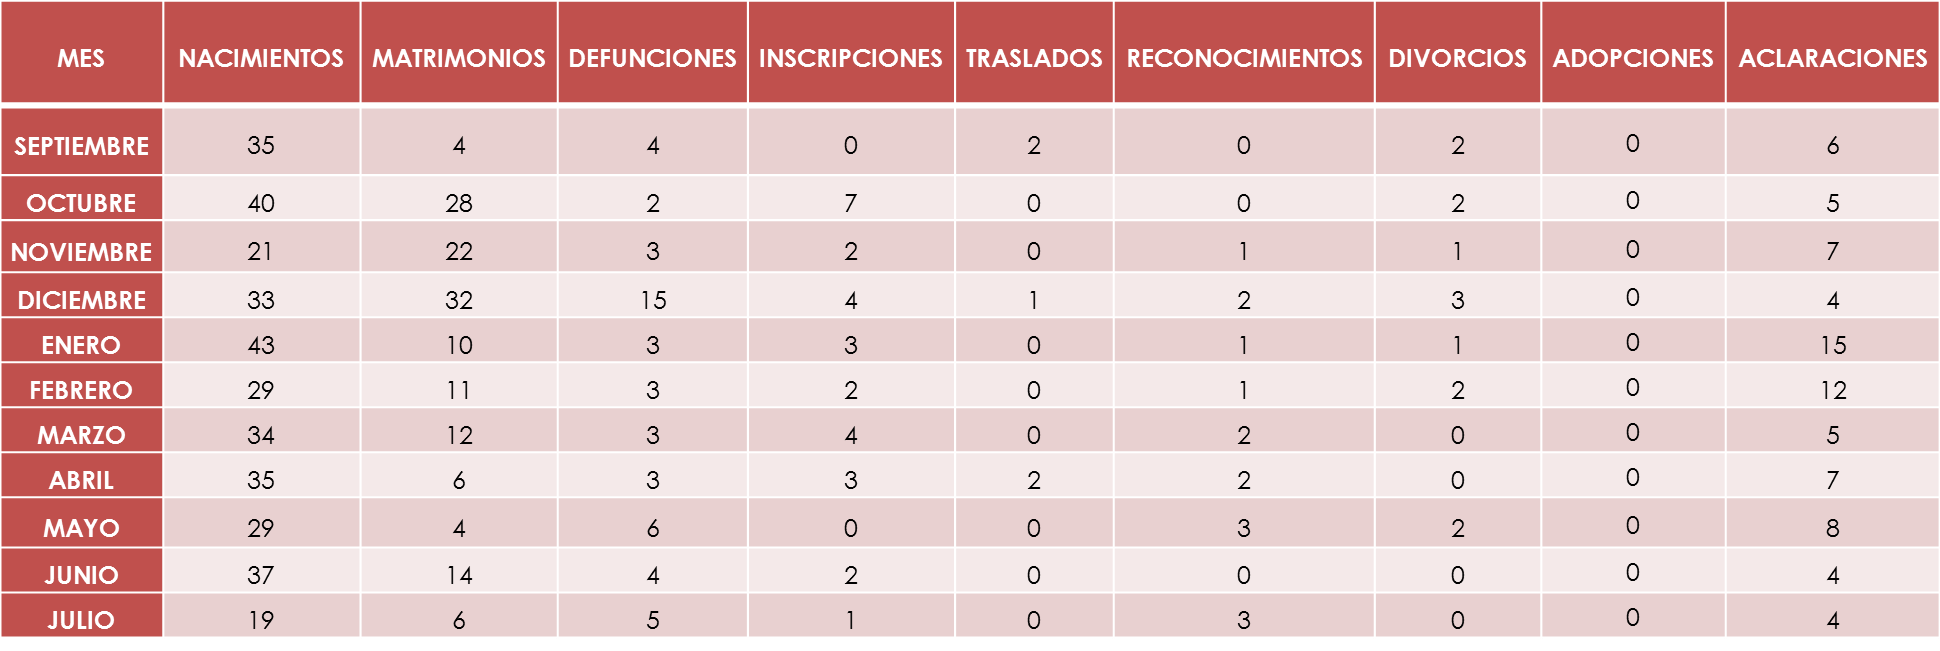 MES NACIMIENTOS MATRIMONIOS DEFUNCIONES INSCRIPCIONES TRASLADOS RECONOCIMIENTOS DIVORCIOS ADOPCIONES ACLARACIONES
SEPTIEMBRE 35 4 4 0 2 0 2 0 6
OCTUBRE 40 28 2 7 0 0 2 0 5
NOVIEMBRE 21 22 3 2 0 1 1 0 7
DICIEMBRE 33 32 15 4 1 2 3 0 4
ENERO 43 10 3 3 0 1 1 0 15
FEBRERO 29 11 3 2 0 1 2 0 12
MARZO 34 12 3 4 0 2 0 0 5
ABRIL 35 6 3 3 2 2 0 0 7
MAYO 29 4 6 0 0 3 2 0 8
JUNIO 37 14 4 2 0 0 0 0 4
JULIO 19 6 5 1 0 3 0 0 4